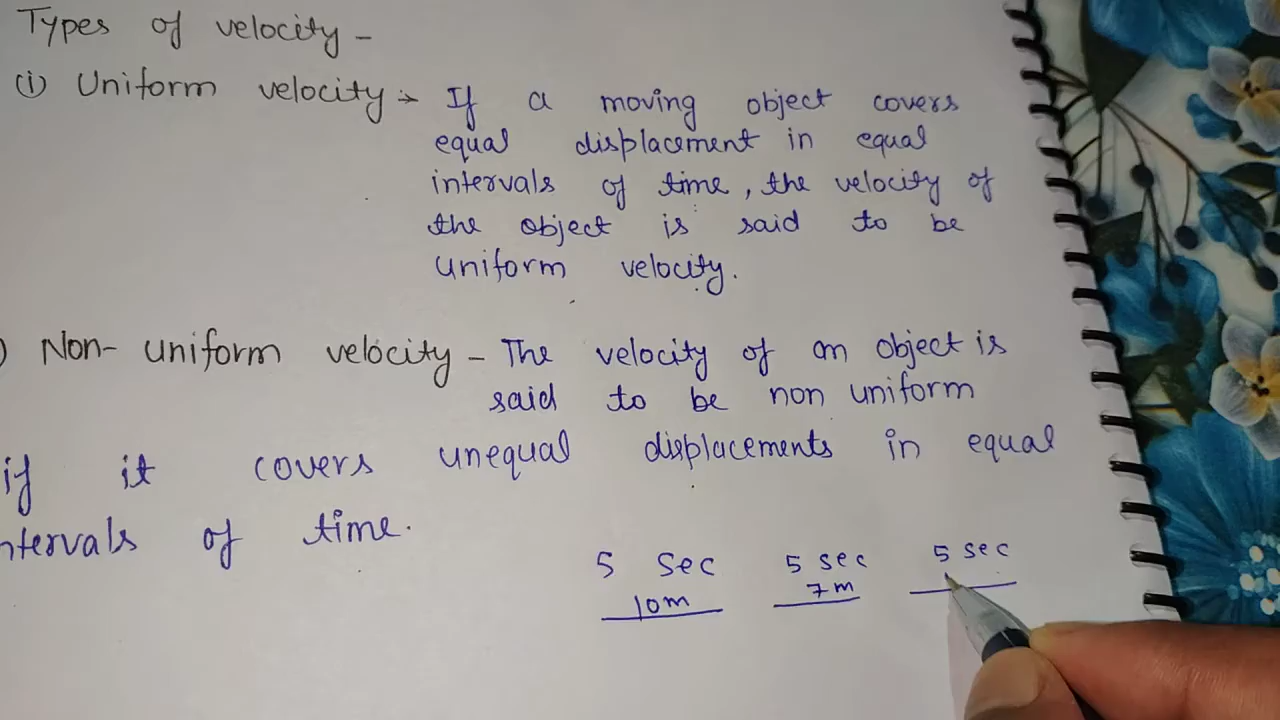 Types of velocity -
(i) Uniform velocity :- If a moving object covers
equal displacement in equal
intervals of time, the velocity of
the object is said to be
uniform velocity.
) Non- uniform velocity - The velocity of an object is
said to be non uniform
if it covers unequal displacements in equal
ntervals of time.
5 sec 5 sec 5 sec
10m 7m